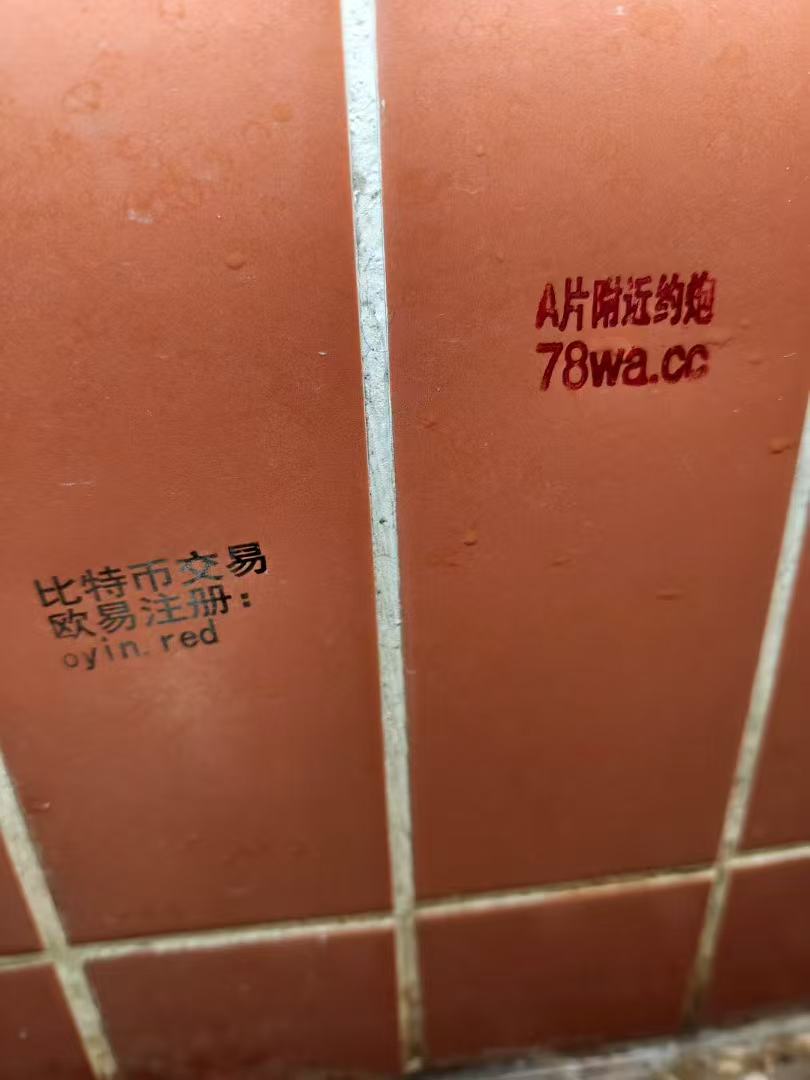 A片附近约炮
78wa.cc
比特币交易
欧易注册：
oyin.red